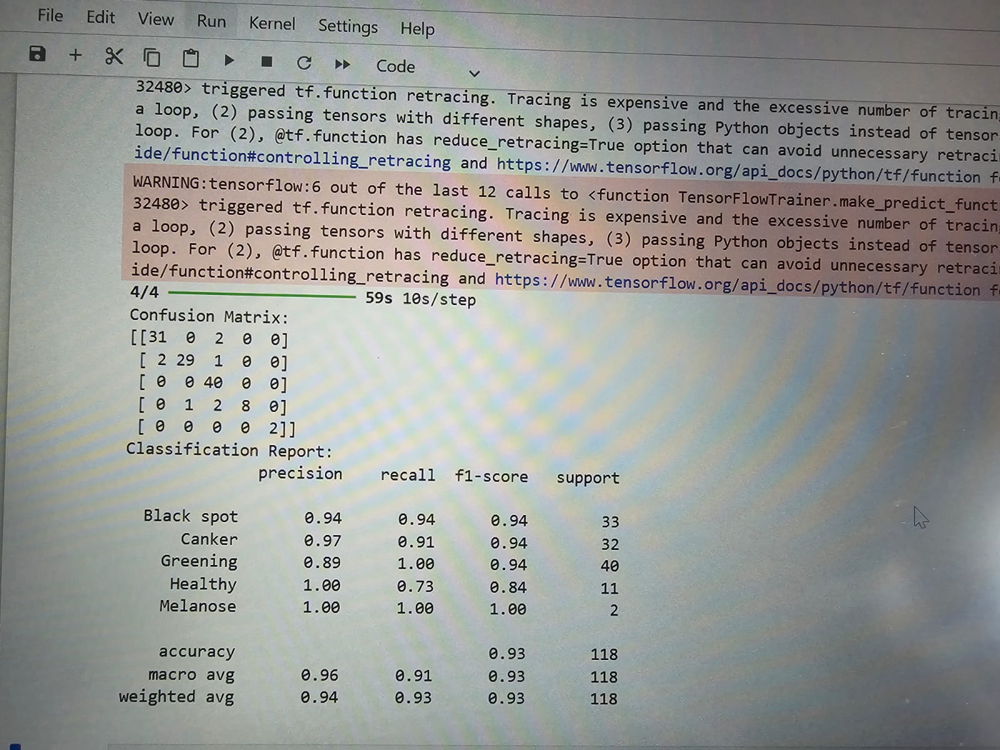 File Edit View Run Kernel Settings Help
Code
32480> triggered tf.function retracing. Tracing is expensive and the excessive number of
a loop, (2) passing tensors with different shapes, (3) passing Python objects instead of
loop. For (2), @tf.function has reduce_retracing=True option that can avoid unnecessary
ide/function#controlling_retracing and https://www.tensorflow.org/api_docs/python/tf/function
WARNING:tensorflow:6 out of the last 12 calls to <function TensorFlowTrainer.make_predict_funct
32480> triggered tf.function retracing. Tracing is expensive and the excessive number of
a loop, (2) passing tensors with different shapes, (3) passing Python objects instead of
loop. For (2), @tf.function has reduce_retracing=True option that can avoid unnecessary
ide/function#controlling_retracing and https://www.tensorflow.org/api_docs/python/tf/function
4/4 59s 10s/step
Confusion Matrix:
[[31 0 2 0 0]
[ 2 29 1 0 0]
[ 0 0 40 0 0]
[ 0 1 2 8 0]
[ 0 0 0 0 2]]
Classification Report:
precision recall f1-score support
Black spot 0.94 0.94 0.94 33
Canker 0.97 0.91 0.94 32
Greening 0.89 1.00 0.94 40
Healthy 1.00 0.73 0.84 11
Melanose 1.00 1.00 1.00 2
accuracy 0.93 118
macro avg 0.96 0.91 0.93 118
weighted avg 0.94 0.93 0.93 118